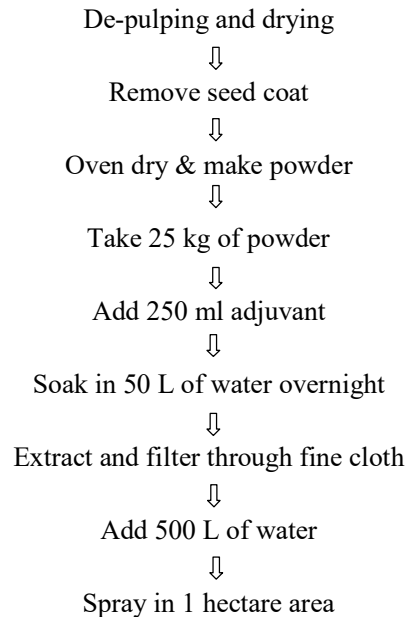 De-pulping and drying
⇩
Remove seed coat
⇩
Oven dry & make powder
⇩
Take 25 kg of powder
⇩
Add 250 ml adjuvant
⇩
Soak in 50 L of water overnight
⇩
Extract and filter through fine cloth
⇩
Add 500 L of water
⇩
Spray in 1 hectare area